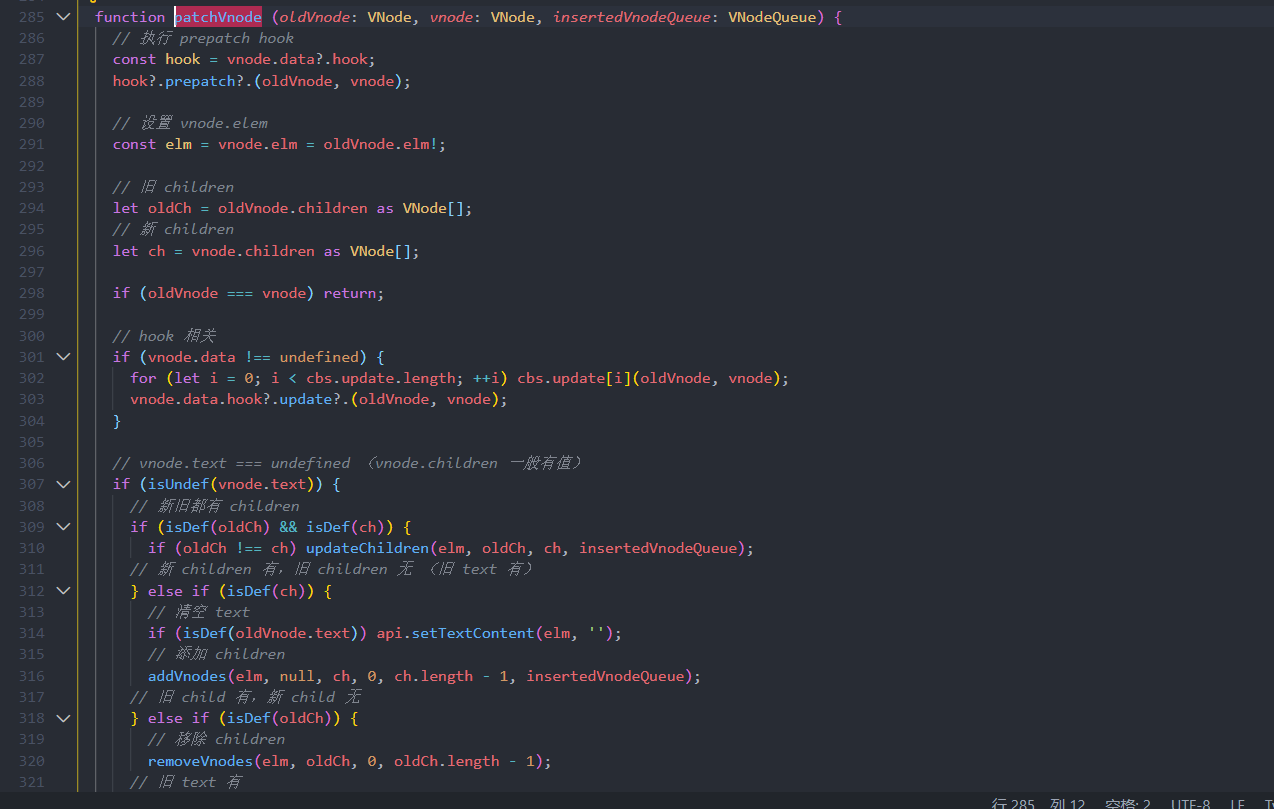 285 function patchVnode (oldVnode: VNode, vnode: VNode, insertedVnodeQueue: VNodeQueue) {
286 // 执行 prepatch hook
287 const hook = vnode.data?.hook;
288 hook?.prepatch?.(oldVnode, vnode);
289
290 // 设置 vnode.elem
291 const elm = vnode.elm = oldVnode.elm!;
292
293 // 旧 children
294 let oldCh = oldVnode.children as VNode[];
295 // 新 children
296 let ch = vnode.children as VNode[];
297
298 if (oldVnode === vnode) return;
299
300 // hook 相关
301 if (vnode.data !== undefined) {
302 for (let i = 0; i < cbs.update.length; ++i) cbs.update[i](oldVnode, vnode);
303 vnode.data.hook?.update?.(oldVnode, vnode);
304 }
305
306 // vnode.text === undefined （vnode.children 一般有值）
307 if (isUndef(vnode.text)) {
308 // 新旧都有 children
309 if (isDef(oldCh) && isDef(ch)) {
310 if (oldCh !== ch) updateChildren(elm, oldCh, ch, insertedVnodeQueue);
311 // 新 children 有，旧 children 无 （旧 text 有）
312 } else if (isDef(ch)) {
313 // 清空 text
314 if (isDef(oldVnode.text)) api.setTextContent(elm, '');
315 // 添加 children
316 addVnodes(elm, null, ch, 0, ch.length - 1, insertedVnodeQueue);
317 // 旧 child 有，新 child 无
318 } else if (isDef(oldCh)) {
319 // 移除 children
320 removeVnodes(elm, oldCh, 0, oldCh.length - 1);
321 // 旧 text 有
行 285，列 12 空格: 2 UTF-8 LF